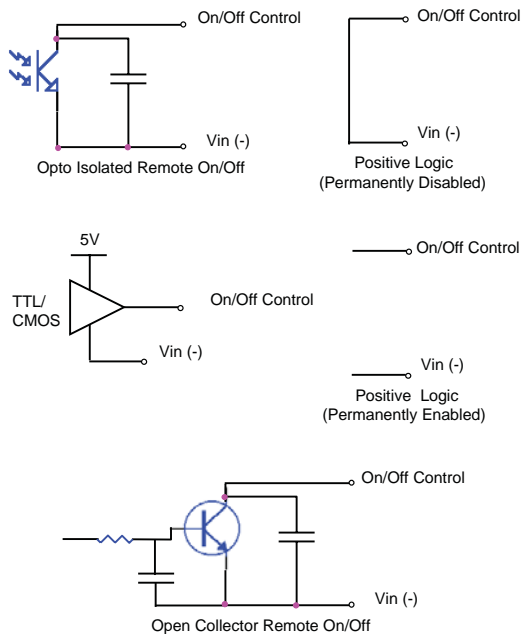 On/Off Control
Vin (-)
Opto Isolated Remote On/Off
On/Off Control
Vin (-)
Positive Logic
(Permanently Disabled)
5V
TTL/
CMOS
On/Off Control
Vin (-)
On/Off Control
Vin (-)
Positive Logic
(Permanently Enabled)
On/Off Control
Vin (-)
Open Collector Remote On/Off